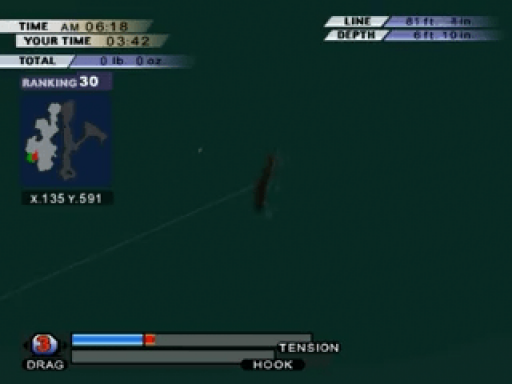 TIME AM 06:18
YOUR TIME 03:42
TOTAL 0 lb. 0 oz.
LINE 81 ft. 4 in.
DEPTH 6 ft. 10 in.
RANKING 30
X.135 Y.591
3
DRAG
TENSION
HOOK